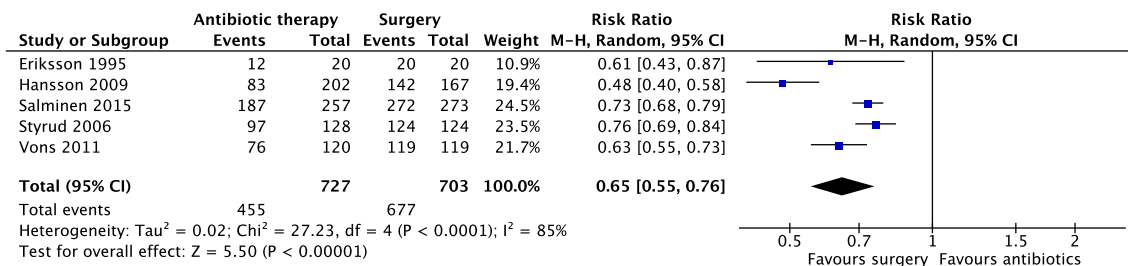 Antibiotic therapy Surgery Risk Ratio Risk Ratio
Study or Subgroup Events Total Events Total Weight M-H, Random, 95% CI M-H, Random, 95% CI
Eriksson 1995 12 20 20 20 10.9% 0.61 [0.43, 0.87]
Hansson 2009 83 202 142 167 19.4% 0.48 [0.40, 0.58]
Salminen 2015 187 257 272 273 24.5% 0.73 [0.68, 0.79]
Styrud 2006 97 128 124 124 23.5% 0.76 [0.69, 0.84]
Vons 2011 76 120 119 119 21.7% 0.63 [0.55, 0.73]
Total (95% CI) 727 703 100.0% 0.65 [0.55, 0.76]
Total events 455 677
Heterogeneity: Tau² = 0.02; Chi² = 27.23, df = 4 (P < 0.0001); I² = 85%
Test for overall effect: Z = 5.50 (P < 0.00001)
0.5 0.7 1 1.5 2
Favours surgery Favours antibiotics